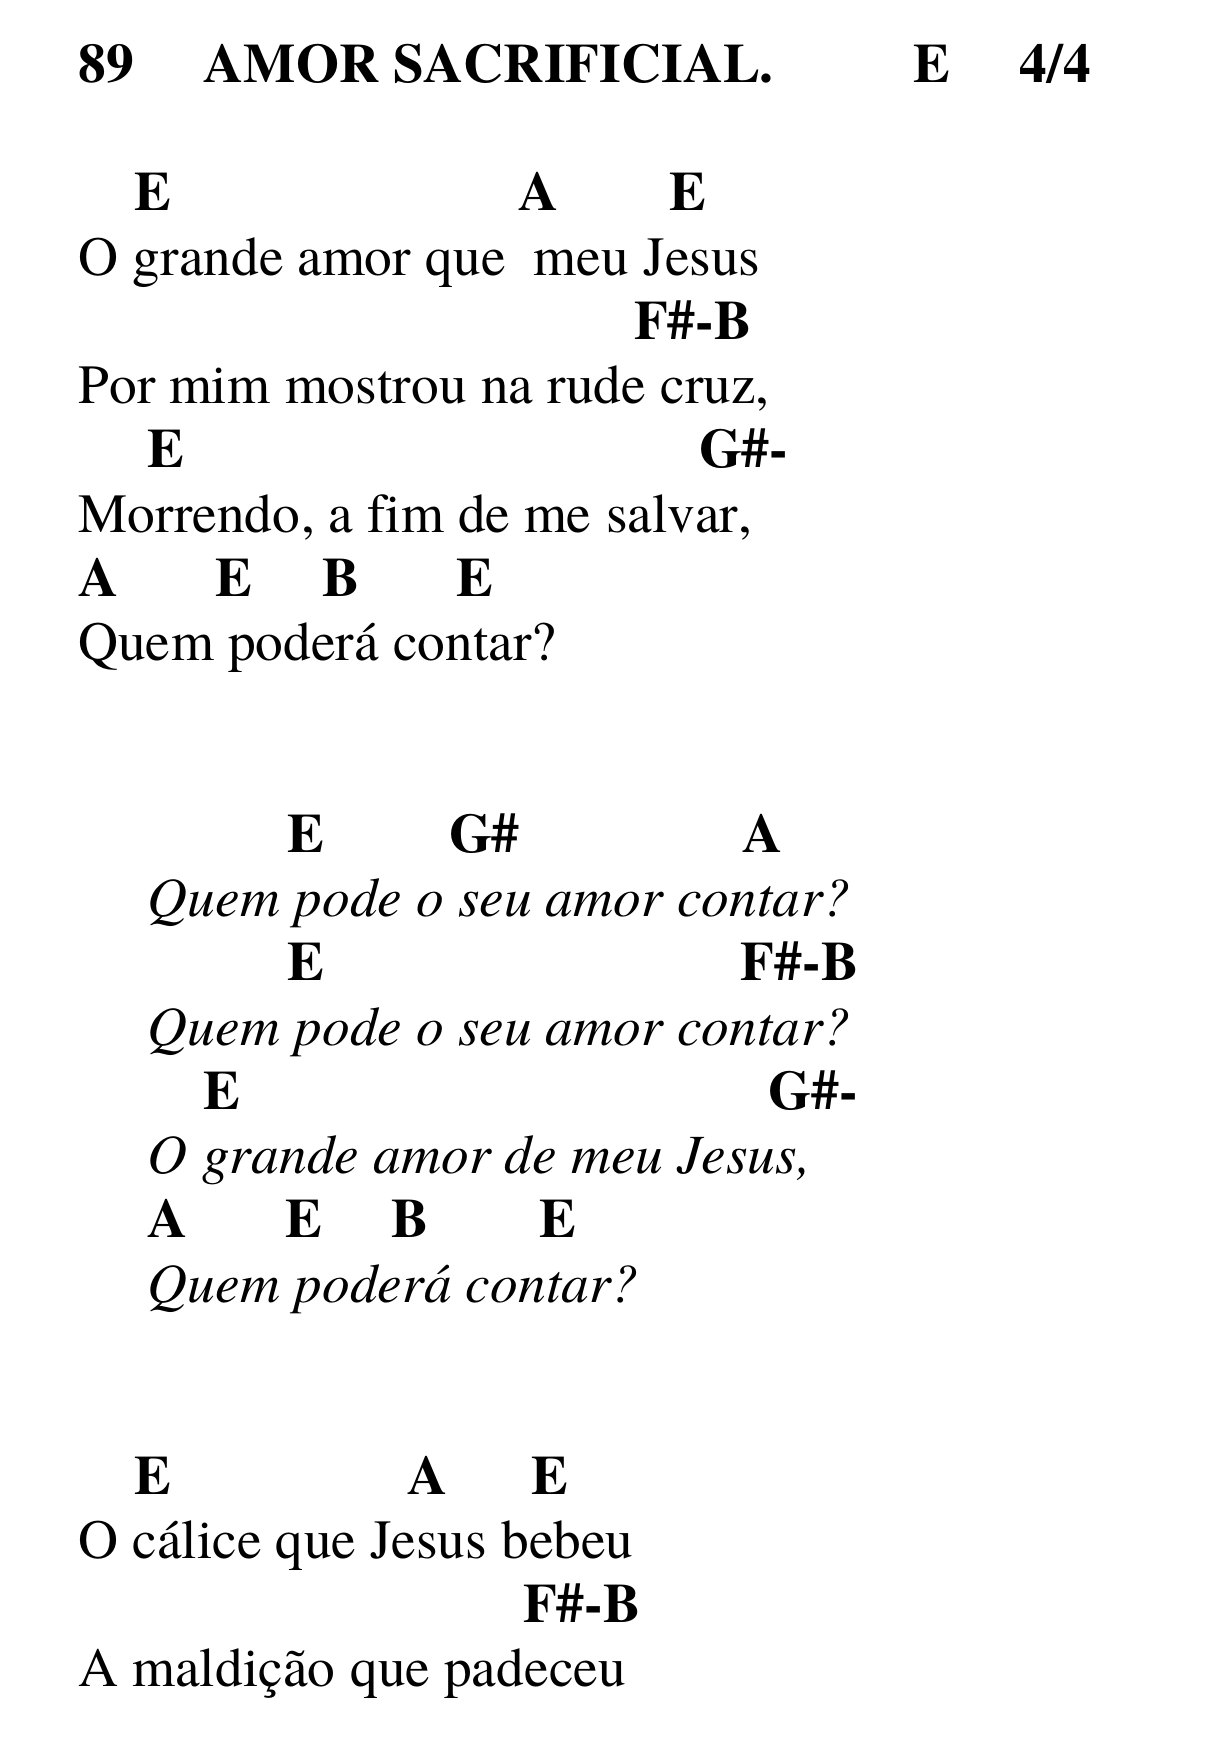 89 AMOR SACRIFICIAL. E 4/4
E A E
O grande amor que meu Jesus
F#-B
Por mim mostrou na rude cruz,
E G#-
Morrendo, a fim de me salvar,
A E B E
Quem poderá contar?
E G# A
Quem pode o seu amor contar?
E F#-B
Quem pode o seu amor contar?
E G#-
O grande amor de meu Jesus,
A E B E
Quem poderá contar?
E A E
O cálice que Jesus bebeu
F#-B
A maldição que padeceu